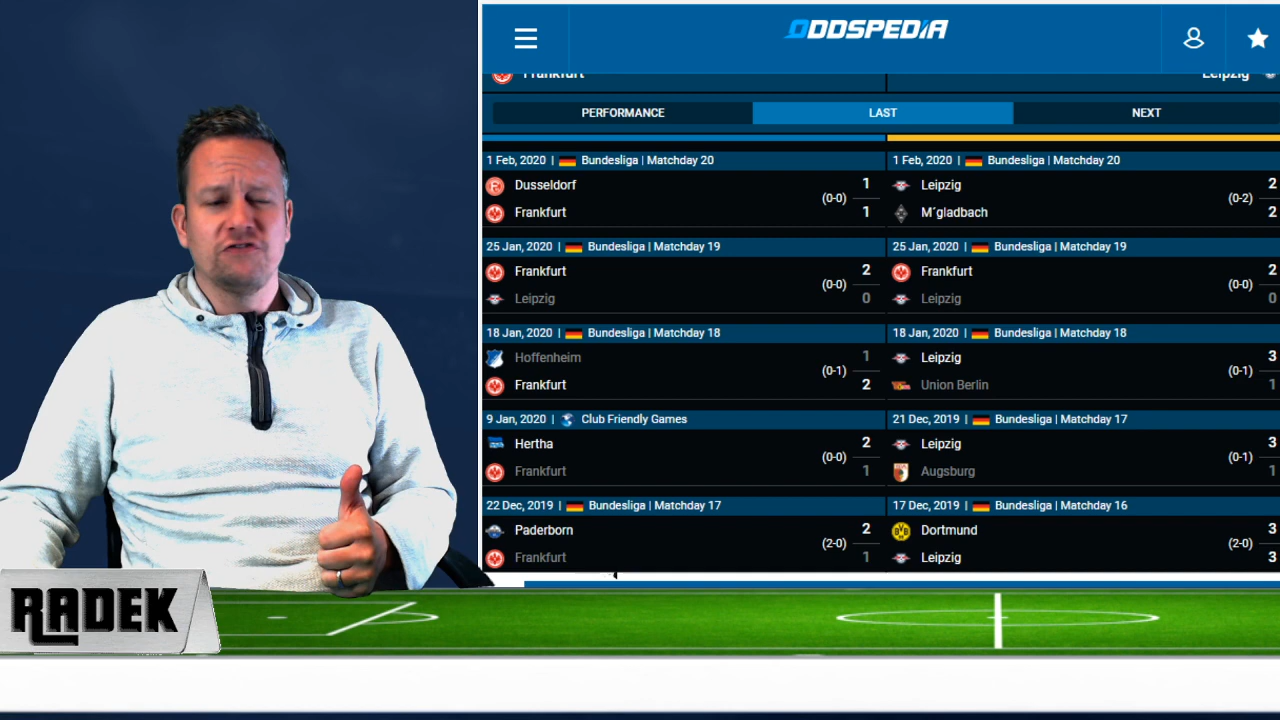 ODDSPEDIA
Frankfurt
Leipzig
PERFORMANCE
LAST
NEXT
1 Feb, 2020 | Bundesliga | Matchday 20
Dusseldorf 1
(0-0)
Frankfurt 1
25 Jan, 2020 | Bundesliga | Matchday 19
Frankfurt 2
(0-0)
Leipzig 0
18 Jan, 2020 | Bundesliga | Matchday 18
Hoffenheim 1
(0-1)
Frankfurt 2
9 Jan, 2020 | Club Friendly Games
Hertha 2
(0-0)
Frankfurt 1
22 Dec, 2019 | Bundesliga | Matchday 17
Paderborn 2
(2-0)
Frankfurt 1
1 Feb, 2020 | Bundesliga | Matchday 20
Leipzig 2
(0-2)
M´gladbach 2
25 Jan, 2020 | Bundesliga | Matchday 19
Frankfurt 2
(0-0)
Leipzig 0
18 Jan, 2020 | Bundesliga | Matchday 18
Leipzig 3
(0-1)
Union Berlin 1
21 Dec, 2019 | Bundesliga | Matchday 17
Leipzig 3
(0-1)
Augsburg 1
17 Dec, 2019 | Bundesliga | Matchday 16
Dortmund 3
(2-0)
Leipzig 3
RADEK